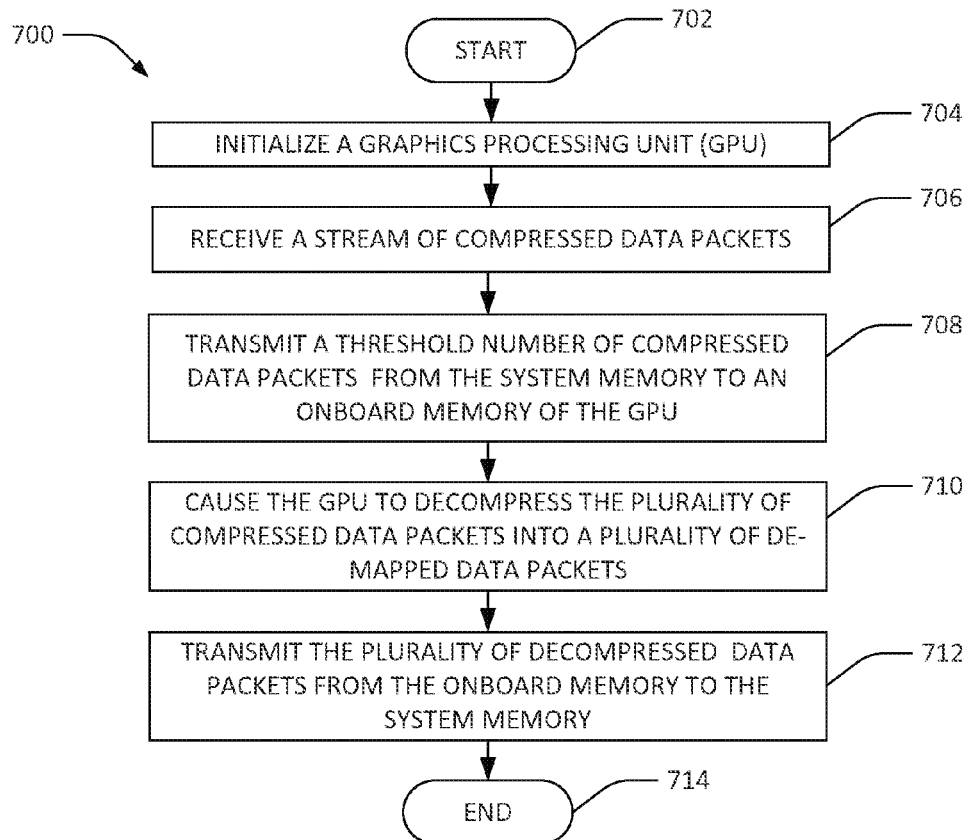 700
START
702
INITIALIZE A GRAPHICS PROCESSING UNIT (GPU)
704
RECEIVE A STREAM OF COMPRESSED DATA PACKETS
706
TRANSMIT A THRESHOLD NUMBER OF COMPRESSED
DATA PACKETS FROM THE SYSTEM MEMORY TO AN
ONBOARD MEMORY OF THE GPU
708
CAUSE THE GPU TO DECOMPRESS THE PLURALITY OF
COMPRESSED DATA PACKETS INTO A PLURALITY OF DE-
MAPPED DATA PACKETS
710
TRANSMIT THE PLURALITY OF DECOMPRESSED DATA
PACKETS FROM THE ONBOARD MEMORY TO THE
SYSTEM MEMORY
712
END
714